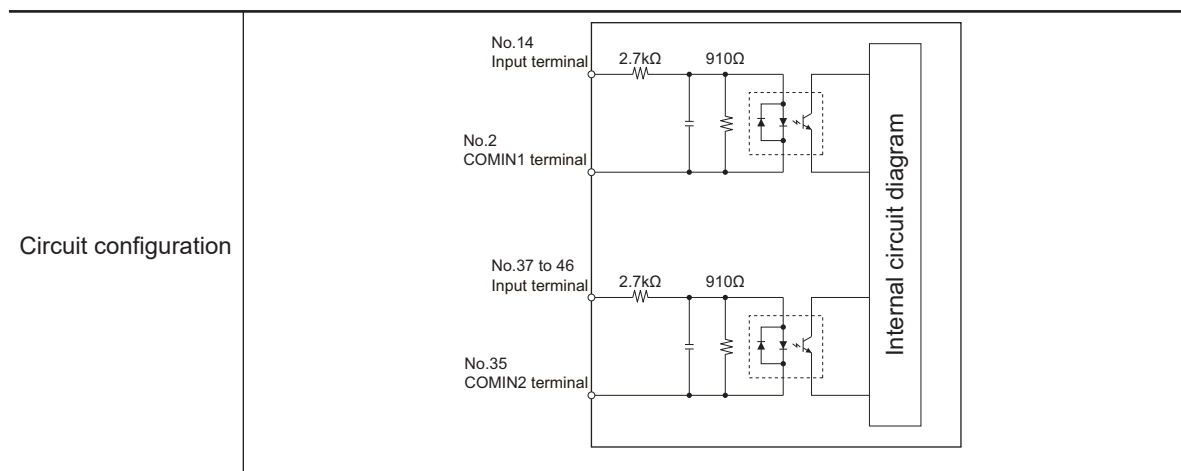 Circuit configuration
No.14
Input terminal
2.7kΩ
910Ω
No.2
COMIN1 terminal
No.37 to 46
Input terminal
2.7kΩ
910Ω
No.35
COMIN2 terminal
Internal circuit diagram